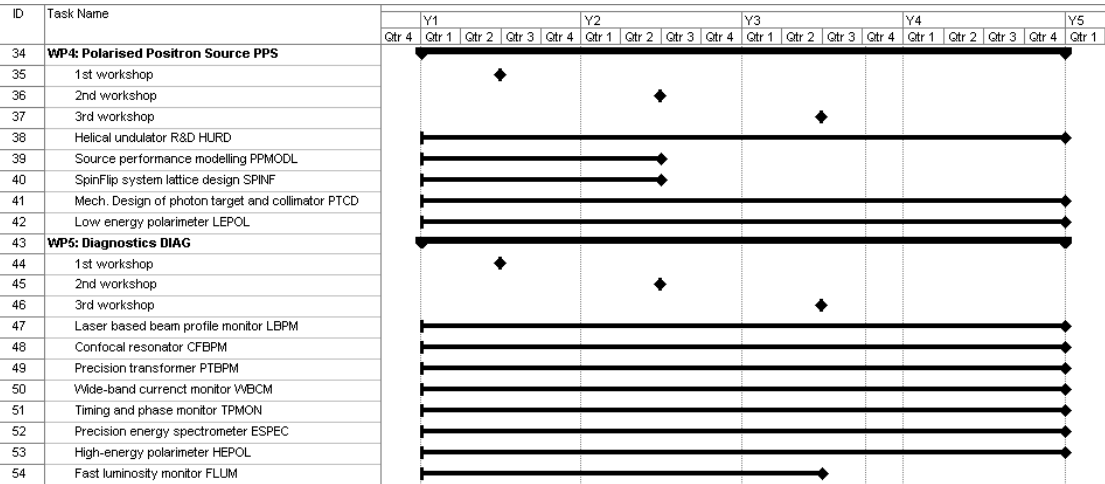 ID Task Name
Y1 Y2 Y3 Y4 Y5
Qtr 4 Qtr 1 Qtr 2 Qtr 3 Qtr 4 Qtr 1 Qtr 2 Qtr 3 Qtr 4 Qtr 1 Qtr 2 Qtr 3 Qtr 4 Qtr 1 Qtr 2 Qtr 3 Qtr 4 Qtr 1
34 WP4: Polarised Positron Source PPS
35 1st workshop
36 2nd workshop
37 3rd workshop
38 Helical undulator R&D HURD
39 Source performance modelling PPMODL
40 SpinFlip system lattice design SPINF
41 Mech. Design of photon target and collimator PTCD
42 Low energy polarimeter LEPOL
43 WP5: Diagnostics DIAG
44 1st workshop
45 2nd workshop
46 3rd workshop
47 Laser based beam profile monitor LBPM
48 Confocal resonator CFBPM
49 Precision transformer PTBPM
50 Wide-band currenct monitor WBCM
51 Timing and phase monitor TPMON
52 Precision energy spectrometer ESPEC
53 High-energy polarimeter HEPOL
54 Fast luminosity monitor FLUM